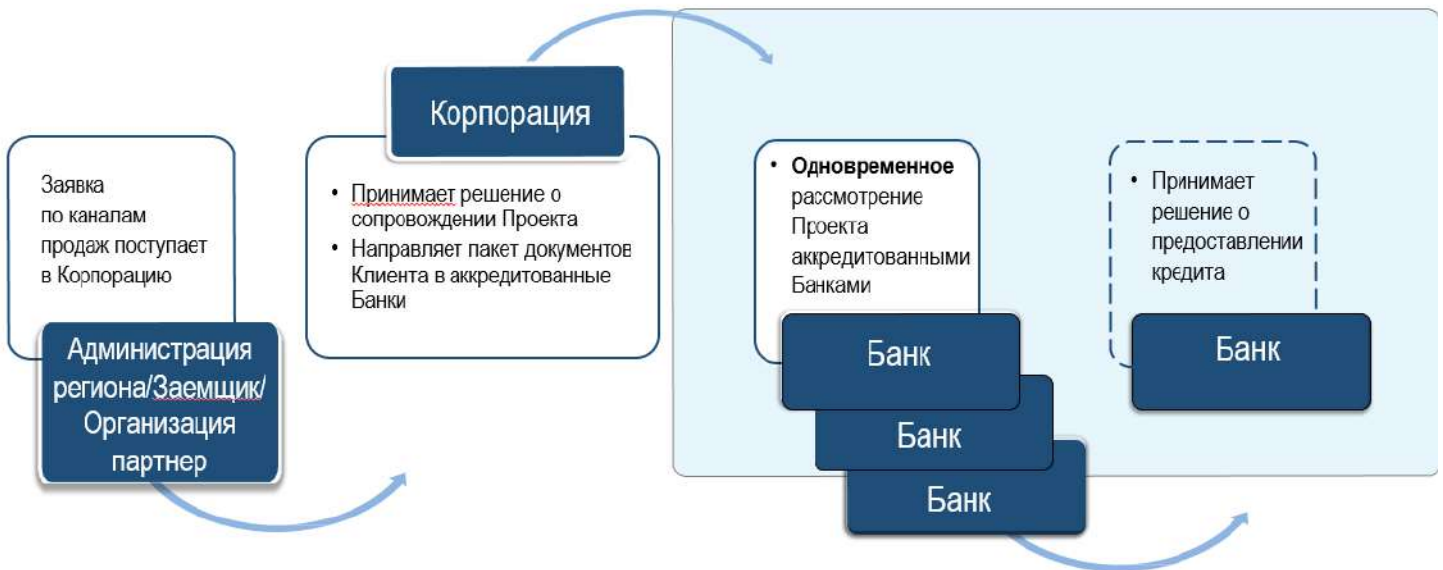 Заявка
по каналам
продаж поступает
в Корпорацию
Администрация
региона/Заемщик/
Организация
партнер
Корпорация
• Принимает решение о
сопровождении Проекта
• Направляет пакет документов
Клиента в аккредитованные
Банки
• Одновременное
рассмотрение
Проекта
аккредитованными
Банками
Банк
Банк
Банк
• Принимает
решение о
предоставлении
кредита
Банк